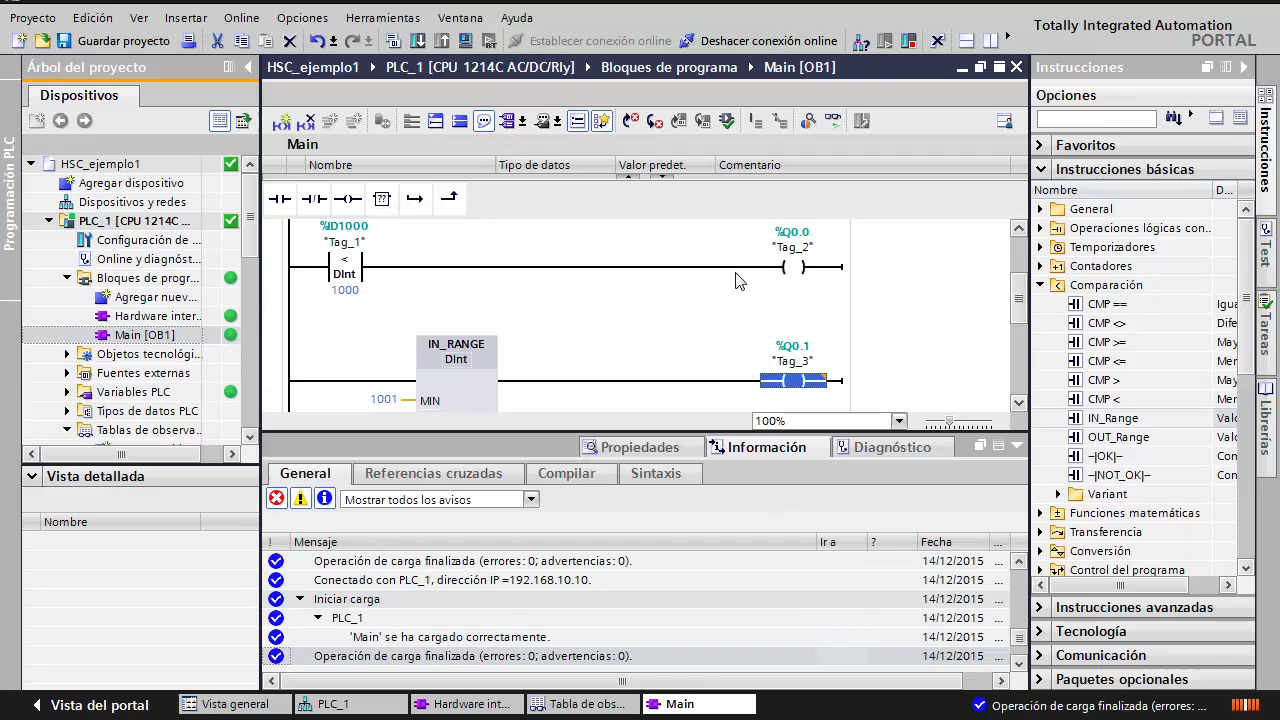 Proyecto Edición Ver Insertar Online Opciones Herramientas Ventana Ayuda
Totally Integrated Automation
PORTAL
Guardar proyecto Establecer conexión online Deshacer conexión online
Árbol del proyecto
HSC_ejemplo1 PLC_1 [CPU 1214C AC/DC/Rly] Bloques de programa Main [OB1]
Instrucciones
Dispositivos
Opciones
Programación PLC
Main
Nombre Tipo de datos Valor predet. Comentario
HSC_ejemplo1
Agregar dispositivo
Dispositivos y redes
PLC_1 [CPU 1214C ...
Configuración de ...
Online y diagnóst...
Bloques de progr...
Agregar nuev...
Hardware inter...
Main [OB1]
Objetos tecnológi...
Fuentes externas
Variables PLC
Tipos de datos PLC
Tablas de observa...
%ID1000
"Tag_1"
<
DInt
1000
%Q0.0
"Tag_2"
IN_RANGE
DInt
1001 MIN
%Q0.1
"Tag_3"
100%
Favoritos
Instrucciones básicas
Nombre D...
General
Operaciones lógicas con...
Temporizadores
Contadores
Comparación
CMP == Igua
CMP <> Dife
CMP >= May
CMP <= Mer
CMP > May
CMP < Mer
IN_Range Valo
OUT_Range Valo
-|OK|- Con
-|NOT_OK|- Con
Variant
Funciones matemáticas
Transferencia
Conversión
Control del programa
Instrucciones avanzadas
Tecnología
Comunicación
Paquetes opcionales
Instrucciones
Test
Tareas
Librerías
Vista detallada
Nombre
Propiedades Información Diagnóstico
General Referencias cruzadas Compilar Sintaxis
Mostrar todos los avisos
! Mensaje Ir a ? Fecha ...
Operación de carga finalizada (errores: 0; advertencias: 0). 14/12/2015 ...
Conectado con PLC_1, dirección IP =192.168.10.10. 14/12/2015 ...
Iniciar carga 14/12/2015 ...
PLC_1 14/12/2015 ...
'Main' se ha cargado correctamente. 14/12/2015 ...
Operación de carga finalizada (errores: 0; advertencias: 0). 14/12/2015 ...
Vista del portal Vista general PLC_1 Hardware int... Tabla de obs... Main Operación de carga finalizada (errores: ...